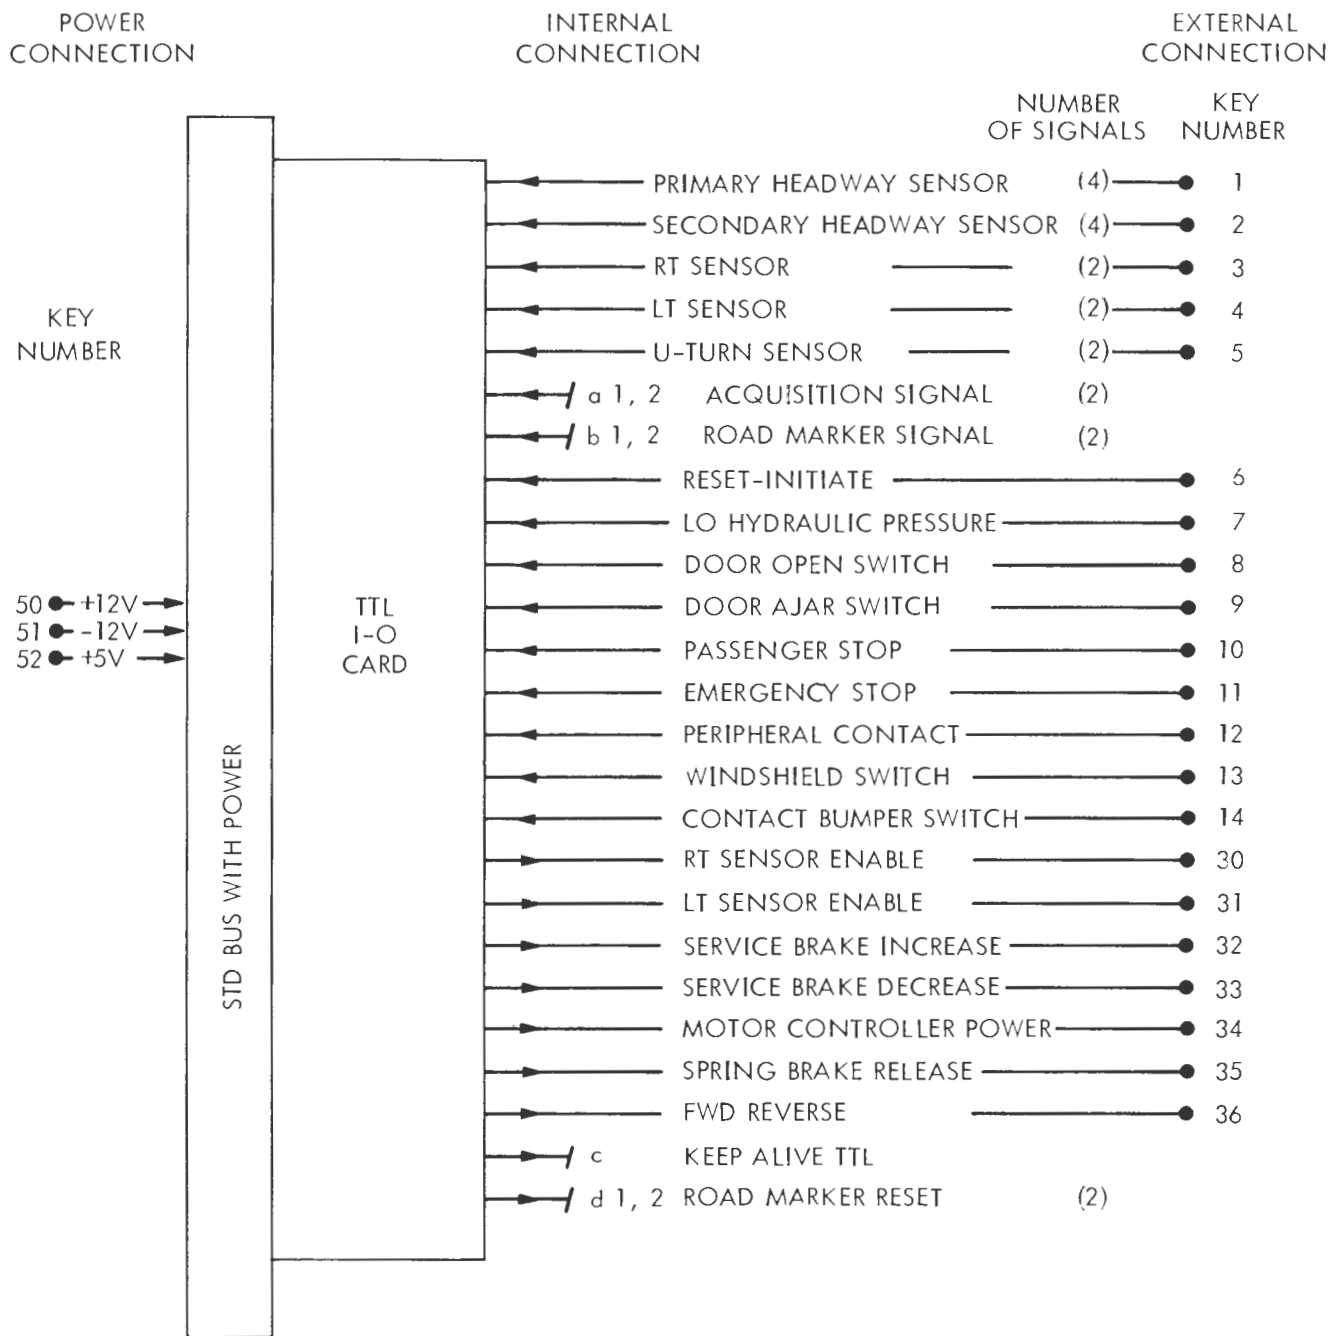 POWER
CONNECTION
INTERNAL
CONNECTION
EXTERNAL
CONNECTION
NUMBER
OF SIGNALS
KEY
NUMBER
PRIMARY HEADWAY SENSOR (4) 1
SECONDARY HEADWAY SENSOR (4) 2
RT SENSOR (2) 3
LT SENSOR (2) 4
U-TURN SENSOR (2) 5
a 1, 2 ACQUISITION SIGNAL (2)
b 1, 2 ROAD MARKER SIGNAL (2)
RESET-INITIATE 6
LO HYDRAULIC PRESSURE 7
DOOR OPEN SWITCH 8
DOOR AJAR SWITCH 9
PASSENGER STOP 10
EMERGENCY STOP 11
PERIPHERAL CONTACT 12
WINDSHIELD SWITCH 13
CONTACT BUMPER SWITCH 14
RT SENSOR ENABLE 30
LT SENSOR ENABLE 31
SERVICE BRAKE INCREASE 32
SERVICE BRAKE DECREASE 33
MOTOR CONTROLLER POWER 34
SPRING BRAKE RELEASE 35
FWD REVERSE 36
c KEEP ALIVE TTL
d 1, 2 ROAD MARKER RESET (2)
KEY
NUMBER
50 +12V
51 -12V
52 +5V
STD BUS WITH POWER
TTL
I-O
CARD